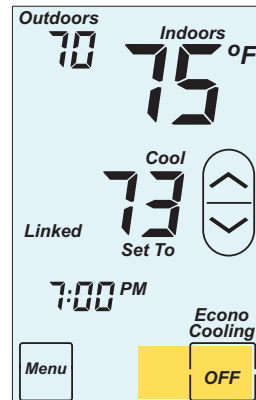 Outdoors
70
Indoors
75 °F
Cool
73
Linked
Set To
7:00 PM
Econo
Cooling
Menu
OFF